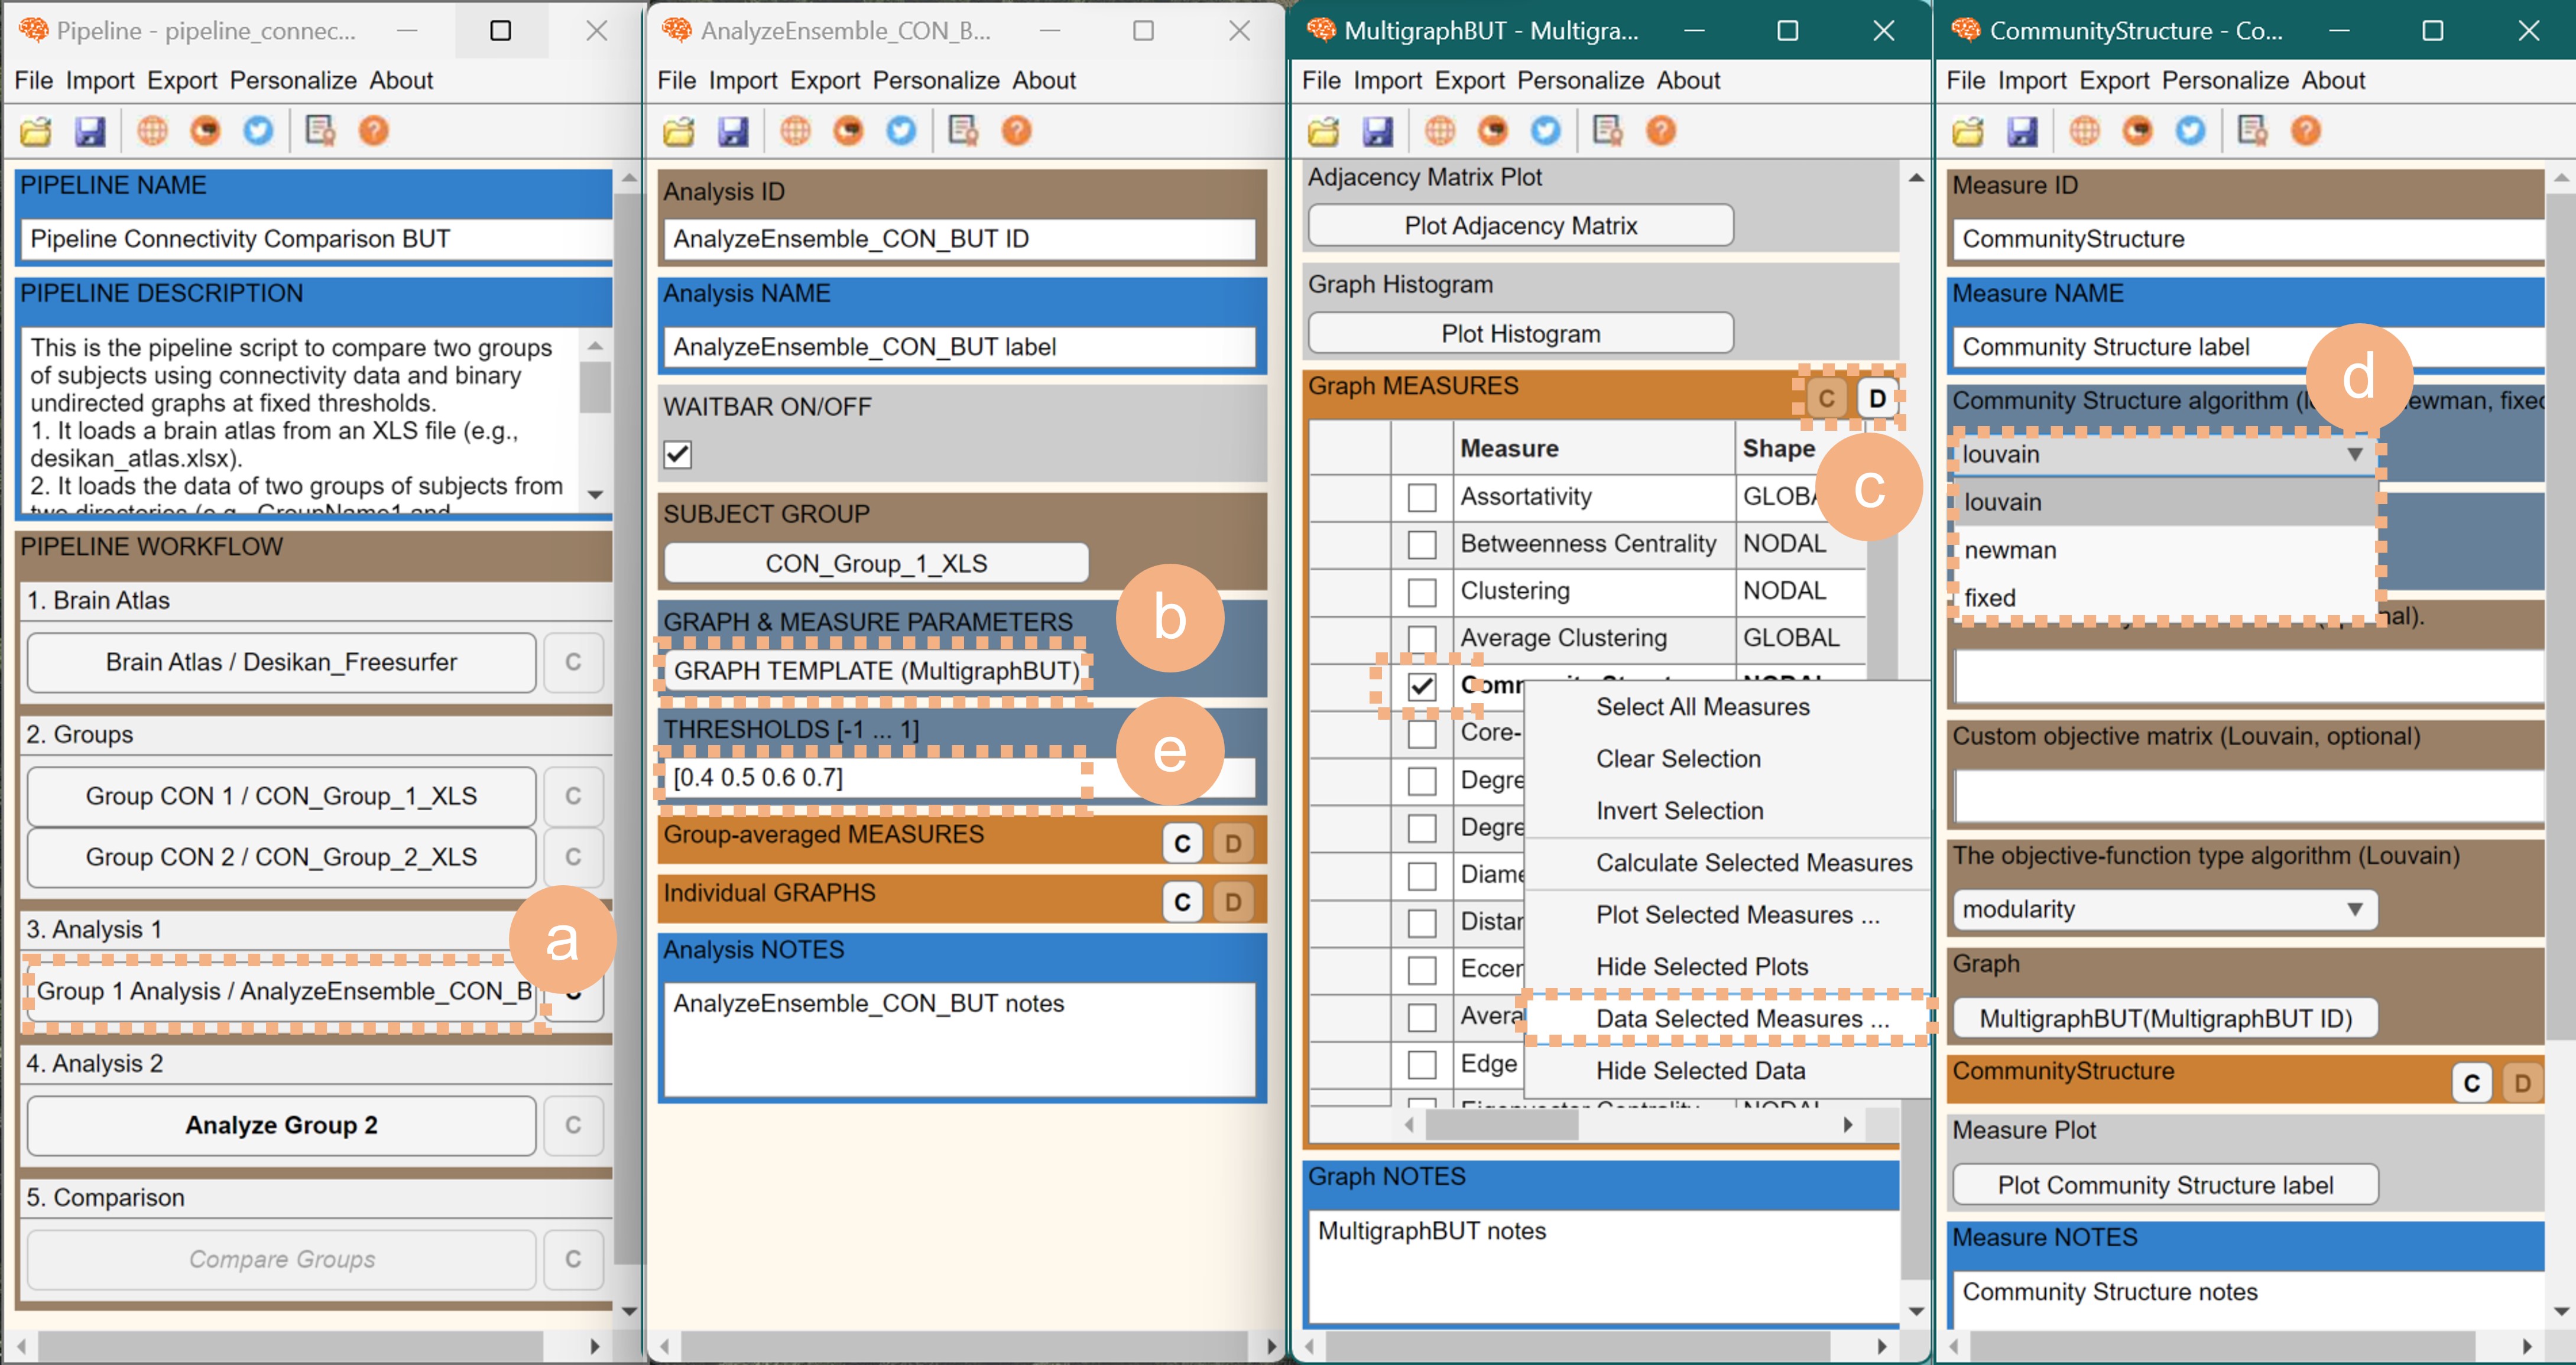 Pipeline - pipeline_connec...
File Import Export Personalize About
PIPELINE NAME
Pipeline Connectivity Comparison BUT
PIPELINE DESCRIPTION
This is the pipeline script to compare two groups
of subjects using connectivity data and binary
undirected graphs at fixed thresholds.
1. It loads a brain atlas from an XLS file (e.g.,
desikan_atlas.xlsx).
2. It loads the data of two groups of subjects from
two directories (e.g., GroupName1 and
PIPELINE WORKFLOW
1. Brain Atlas
Brain Atlas / Desikan_Freesurfer C
2. Groups
Group CON 1 / CON_Group_1_XLS C
Group CON 2 / CON_Group_2_XLS C
a
3. Analysis 1
Group 1 Analysis / AnalyzeEnsemble_CON_B
4. Analysis 2
Analyze Group 2 C
5. Comparison
Compare Groups C
AnalyzeEnsemble_CON_B...
File Import Export Personalize About
Analysis ID
AnalyzeEnsemble_CON_BUT ID
Analysis NAME
AnalyzeEnsemble_CON_BUT label
WAITBAR ON/OFF
SUBJECT GROUP
CON_Group_1_XLS
b
GRAPH & MEASURE PARAMETERS
GRAPH TEMPLATE (MultigraphBUT)
THRESHOLDS [-1 ... 1]
e
[0.4 0.5 0.6 0.7]
Group-averaged MEASURES C D
Individual GRAPHS C D
Analysis NOTES
AnalyzeEnsemble_CON_BUT notes
MultigraphBUT - Multigra...
File Import Export Personalize About
Adjacency Matrix Plot
Plot Adjacency Matrix
Graph Histogram
Plot Histogram
Graph MEASURES C D
Measure Shape
c
Assortativity
Betweenness Centrality NODAL
Clustering NODAL
Average Clustering GLOBAL
Core-
Degre
Degre
Diame
Distar
Eccer
Avera
Edge
Eigenvector Centrality NODAL
Select All Measures
Clear Selection
Invert Selection
Calculate Selected Measures
Plot Selected Measures ...
Hide Selected Plots
Data Selected Measures ...
Hide Selected Data
Graph NOTES
MultigraphBUT notes
CommunityStructure - Co...
File Import Export Personalize About
Measure ID
CommunityStructure
Measure NAME
Community Structure label
d
Community Structure algorithm (l ewman, fixed
louvain
louvain
newman
fixed
nal).
Custom objective matrix (Louvain, optional)
The objective-function type algorithm (Louvain)
modularity
Graph
MultigraphBUT(MultigraphBUT ID)
CommunityStructure C D
Measure Plot
Plot Community Structure label
Measure NOTES
Community Structure notes